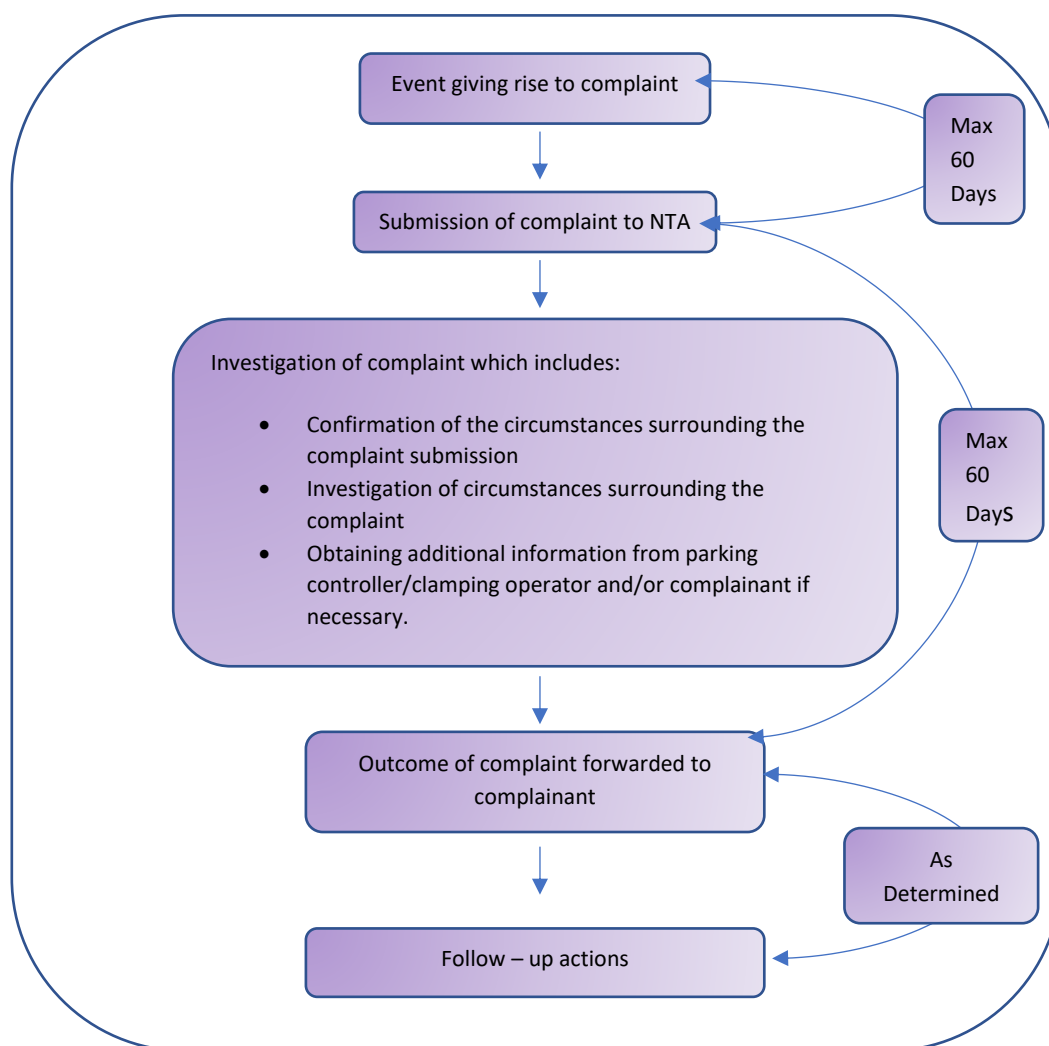 Event giving rise to complaint
Max
60
Days
Submission of complaint to NTA
Investigation of complaint which includes:
• Confirmation of the circumstances surrounding the
complaint submission
• Investigation of circumstances surrounding the
complaint
• Obtaining additional information from parking
controller/clamping operator and/or complainant if
necessary.
Max
60
Days
Outcome of complaint forwarded to
complainant
As
Determined
Follow – up actions